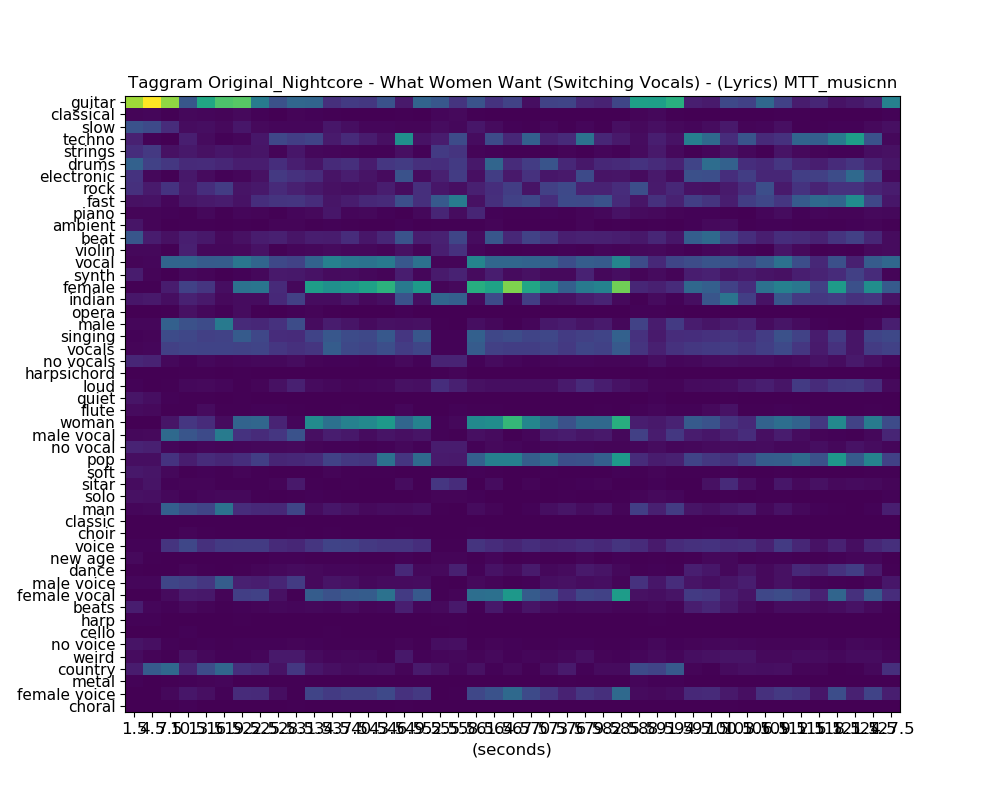 Taggram Original_Nightcore - What Women Want (Switching Vocals) - (Lyrics) MTT_musicnn
guitar
classical
slow
techno
strings
drums
electronic
rock
fast
piano
ambient
beat
violin
vocal
synth
female
indian
opera
male
singing
vocals
no vocals
harpsichord
loud
quiet
flute
woman
male vocal
no vocal
pop
soft
sitar
solo
man
classic
choir
voice
new age
dance
male voice
female vocal
beats
harp
cello
no voice
weird
country
metal
female voice
choral
(seconds)